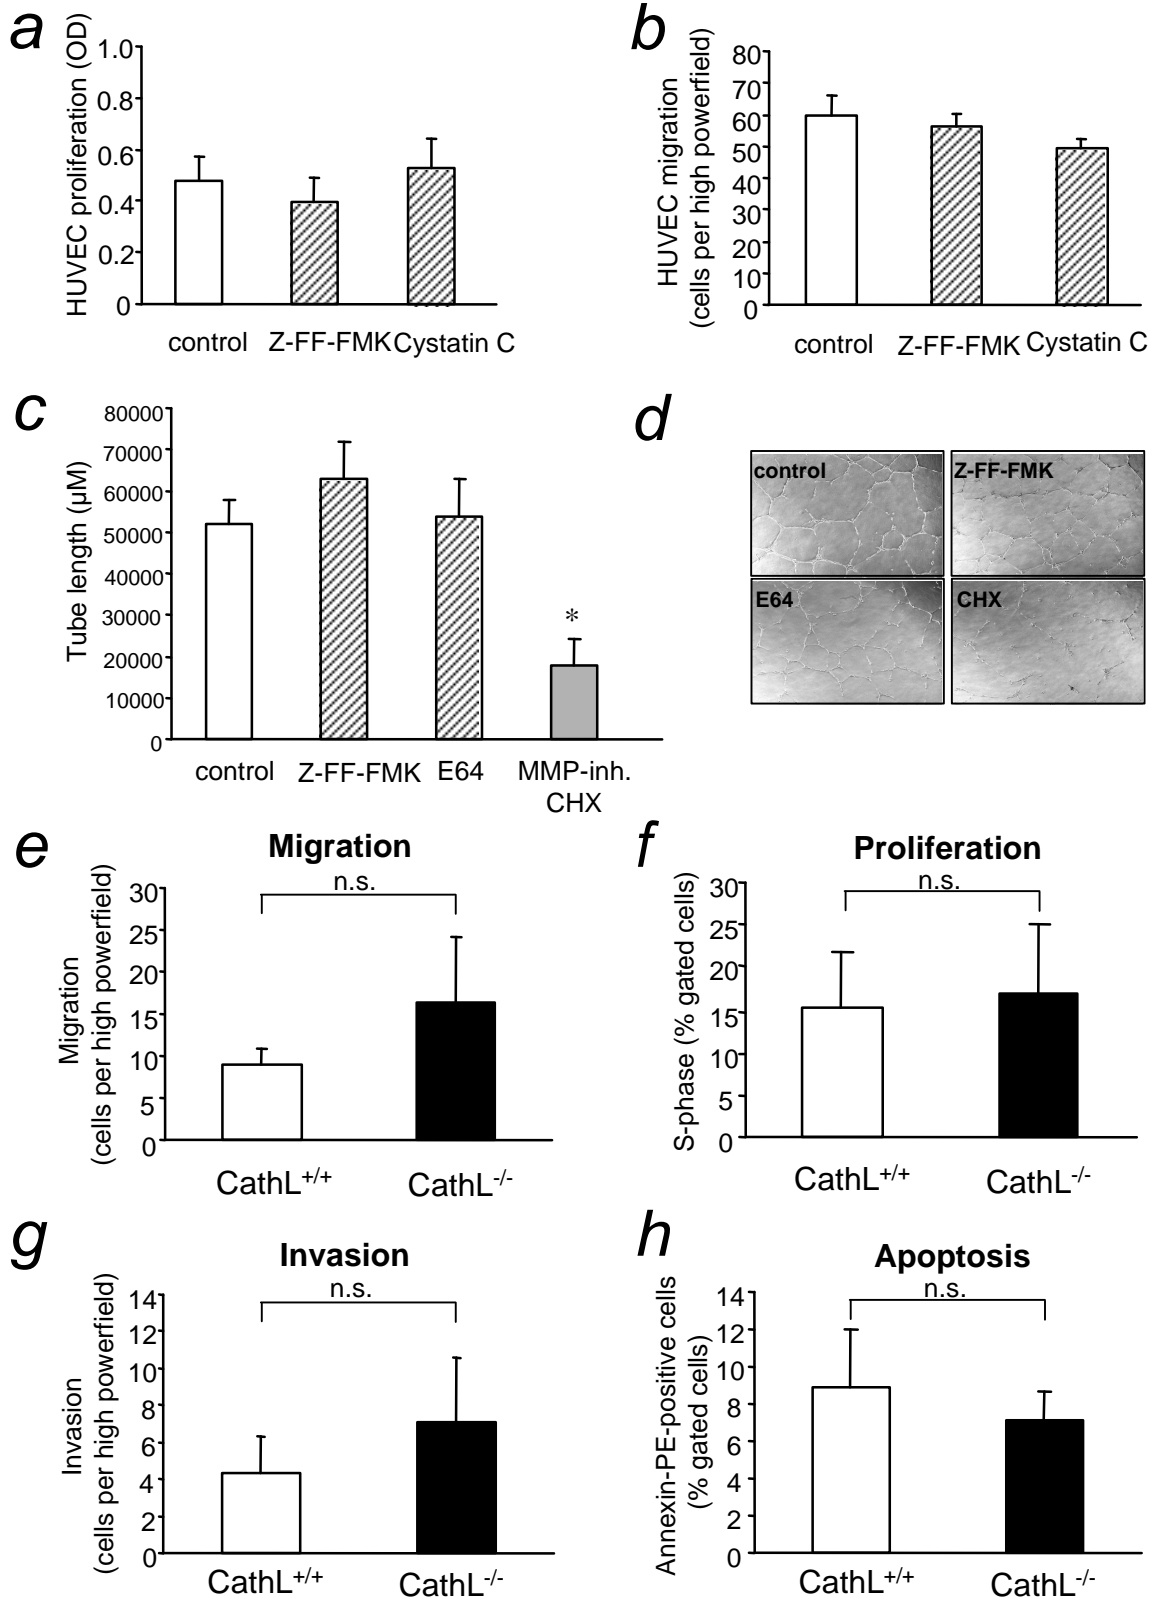 a
HUVEC proliferation (OD)
1.0
0.8
0.6
0.4
0.2
0
control
Z-FF-FMK
Cystatin C
b
HUVEC migration
(cells per high powerfield)
80
70
60
50
40
30
20
10
0
control
Z-FF-FMK
Cystatin C
c
Tube length (µM)
80000
70000
60000
50000
40000
30000
20000
10000
0
*
control
Z-FF-FMK
E64
MMP-inh.
CHX
d
control
Z-FF-FMK
E64
CHX
e
Migration
n.s.
Migration
(cells per high powerfield)
30
25
20
15
10
5
0
CathL+/+
CathL-/-
f
Proliferation
n.s.
S-phase (% gated cells)
30
25
20
15
10
5
0
CathL+/+
CathL-/-
g
Invasion
n.s.
Invasion
(cells per high powerfield)
14
12
10
8
6
4
2
0
CathL+/+
CathL-/-
h
Apoptosis
n.s.
Annexin-PE-positive cells
(% gated cells)
14
12
10
8
6
4
2
0
CathL+/+
CathL-/-